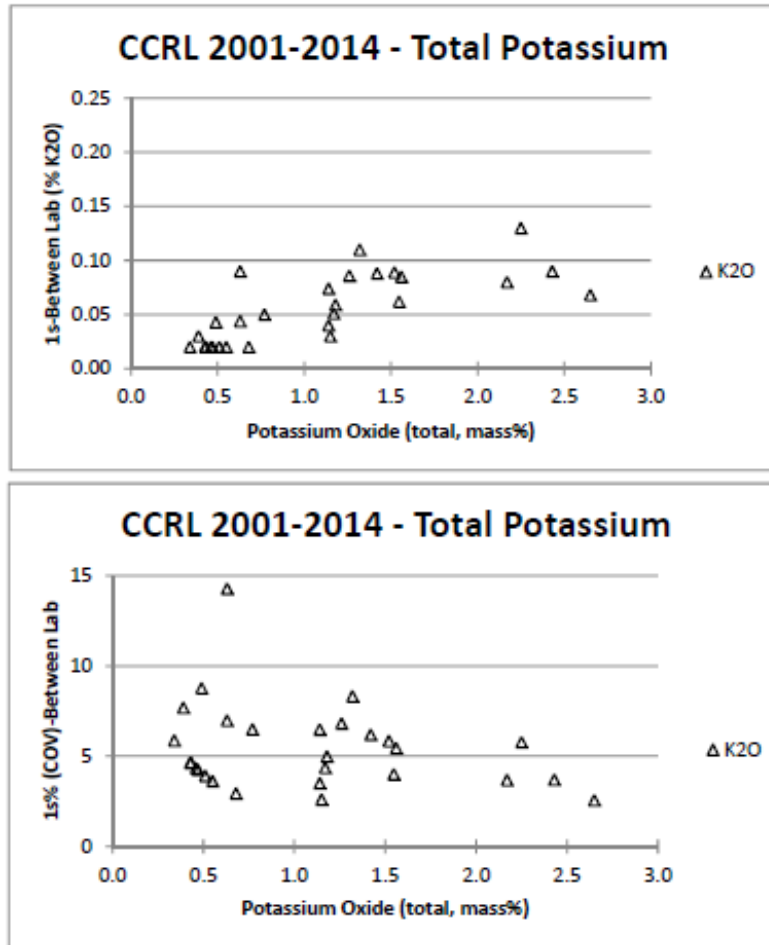 CCRL 2001-2014 - Total Potassium
0.25
0.20
0.15
0.10
0.05
0.00
1s-Between Lab (% K2O)
0.0 0.5 1.0 1.5 2.0 2.5 3.0
Potassium Oxide (total, mass%)
K2O
CCRL 2001-2014 - Total Potassium
15
10
5
0
1s% (COV)-Between Lab
0.0 0.5 1.0 1.5 2.0 2.5 3.0
Potassium Oxide (total, mass%)
K2O